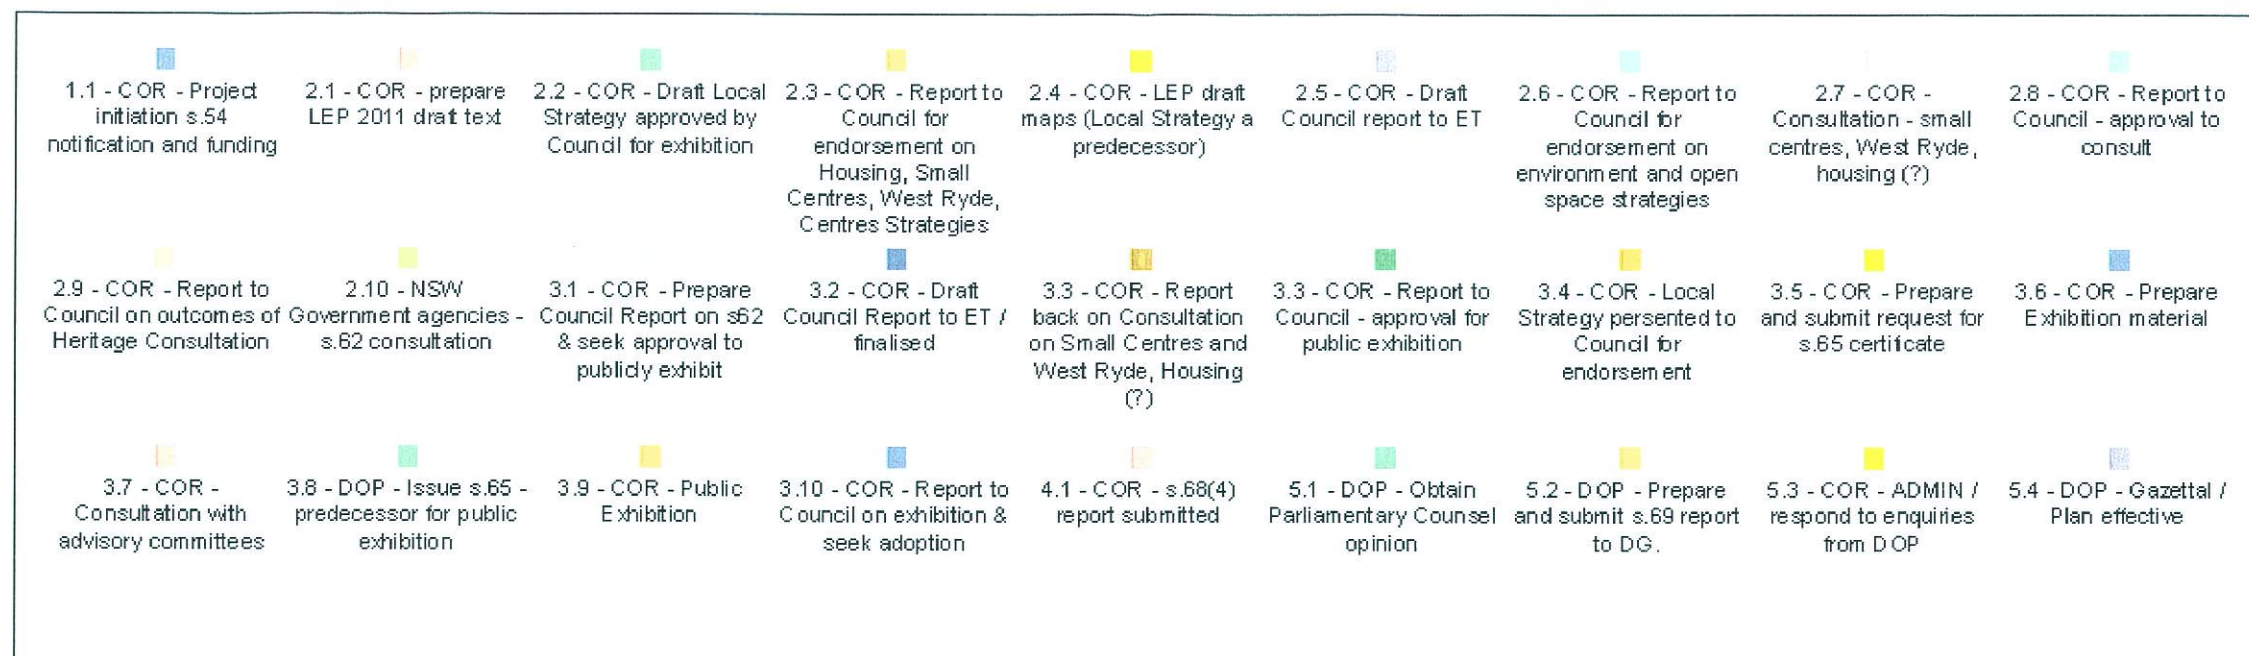 1.1 - COR - Project
initiation s.54
notification and funding
2.1 - COR - prepare
LEP 2011 draft text
2.2 - COR - Draft Local
Strategy approved by
Council for exhibition
2.3 - COR - Report to
Council for
endorsement on
Housing, Small
Centres, West Ryde,
Centres Strategies
2.4 - COR - LEP draft
maps (Local Strategy a
predecessor)
2.5 - COR - Draft
Council report to ET
2.6 - COR - Report to
Council for
endorsement on
environment and open
space strategies
2.7 - COR -
Consultation - small
centres, West Ryde,
housing (?)
2.8 - COR - Report to
Council - approval to
consult
2.9 - COR - Report to
Council on outcomes of
Heritage Consultation
2.10 - NSW
Government agencies -
s.62 consultation
3.1 - COR - Prepare
Council Report on s62
& seek approval to
publicly exhibit
3.2 - COR - Draft
Council Report to ET /
finalised
3.3 - COR - Report
back on Consultation
on Small Centres and
West Ryde, Housing
(?)
3.3 - COR - Report to
Council - approval for
public exhibition
3.4 - COR - Local
Strategy persented to
Council for
endorsement
3.5 - COR - Prepare
and submit request for
s.65 certificate
3.6 - COR - Prepare
Exhibition material
3.7 - COR -
Consultation with
advisory committees
3.8 - DOP - Issue s.65 -
predecessor for public
exhibition
3.9 - COR - Public
Exhibition
3.10 - COR - Report to
Council on exhibition &
seek adoption
4.1 - COR - s.68(4)
report submitted
5.1 - DOP - Obtain
Parliamentary Counsel
opinion
5.2 - DOP - Prepare
and submit s.69 report
to DG.
5.3 - COR - ADMIN /
respond to enquiries
from DOP
5.4 - DOP - Gazettal /
Plan effective